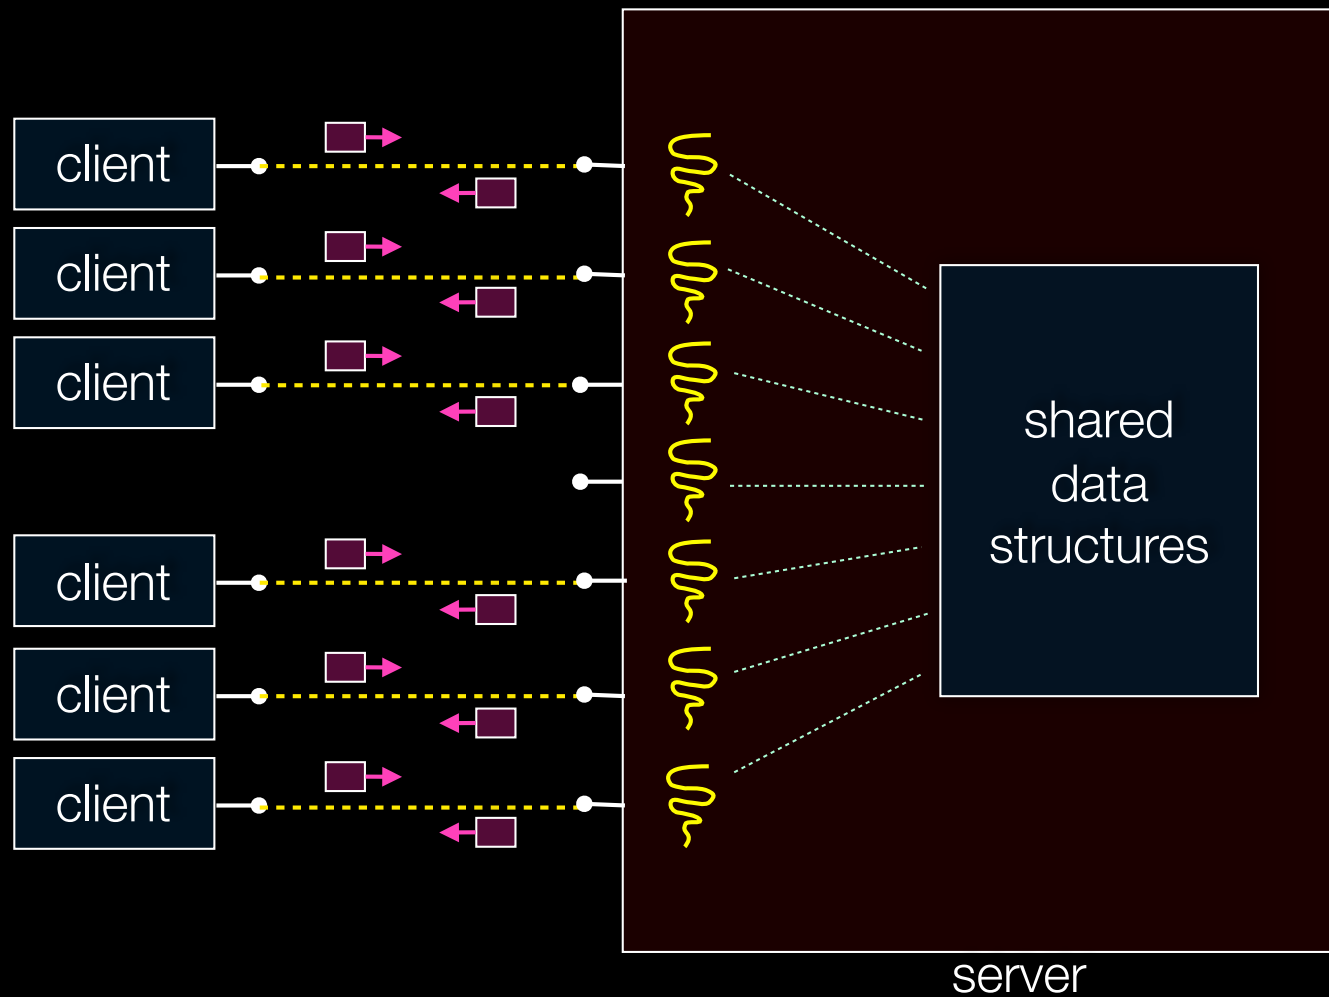 client
client
client
client
client
client
shared
data
structures
server